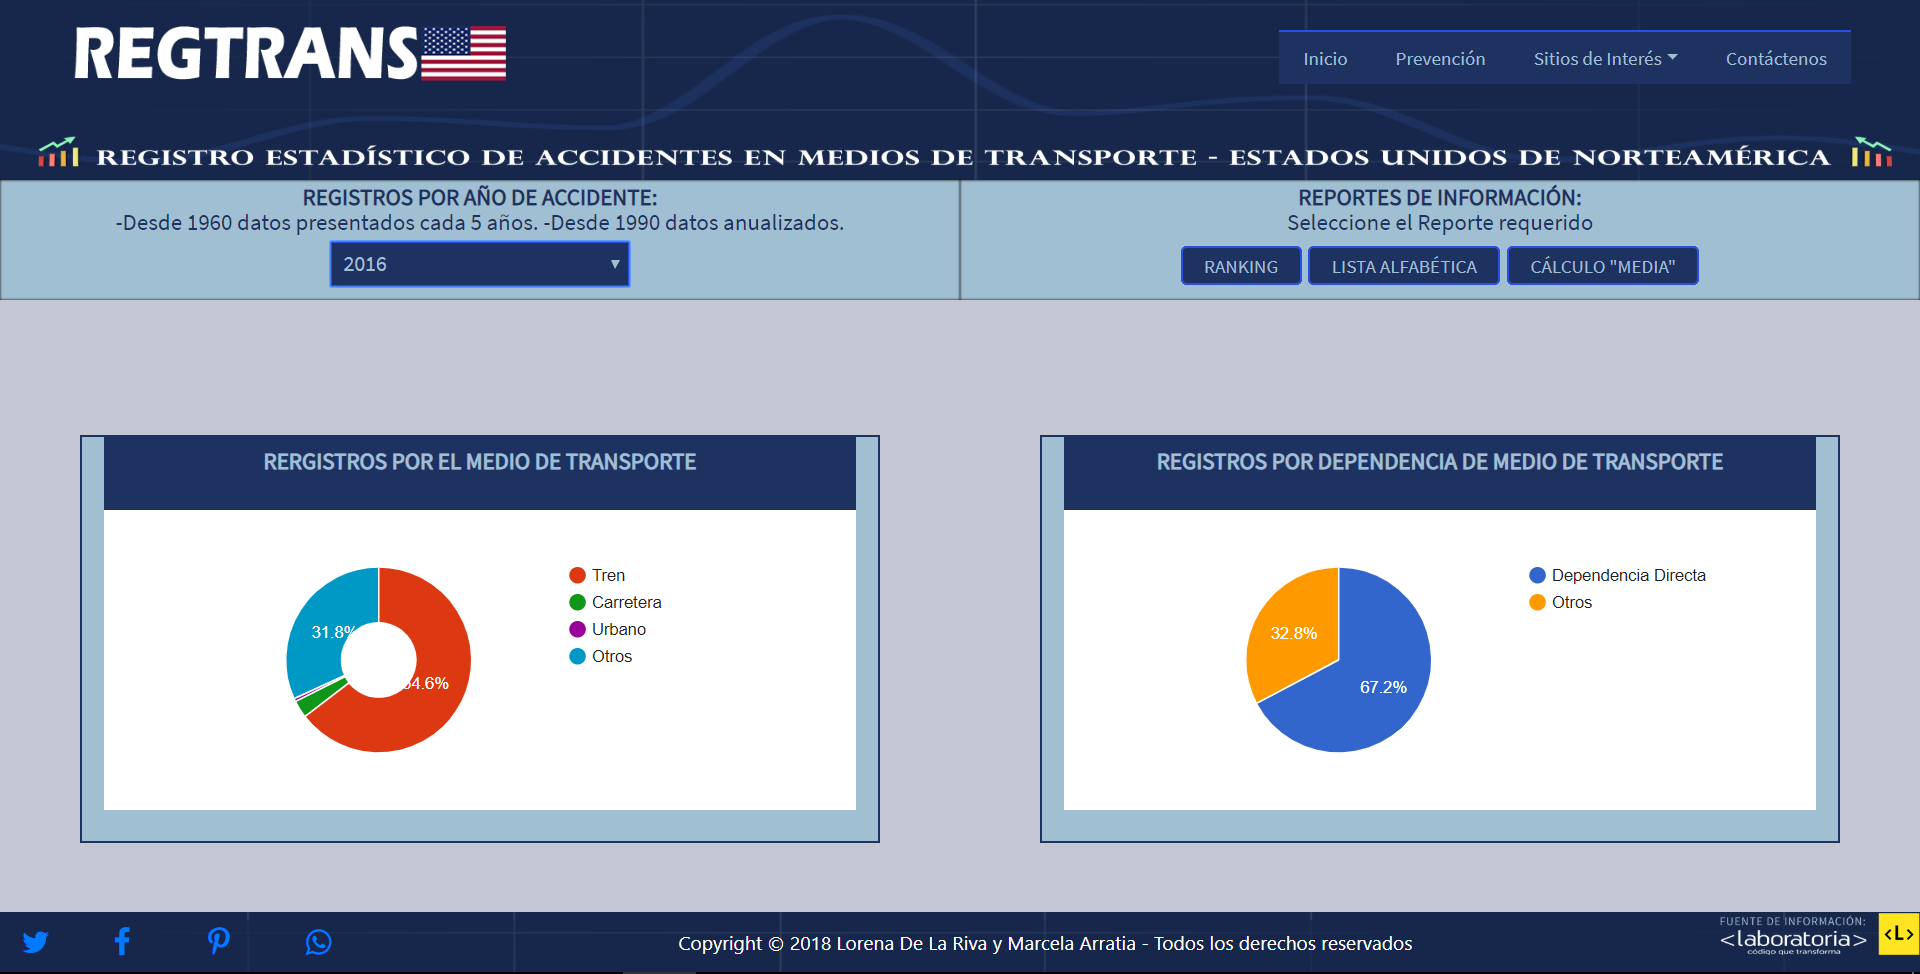 REGTRANS
Inicio Prevención Sitios de Interés Contáctenos
REGISTRO ESTADÍSTICO DE ACCIDENTES EN MEDIOS DE TRANSPORTE - ESTADOS UNIDOS DE NORTEAMÉRICA
REGISTROS POR AÑO DE ACCIDENTE:
-Desde 1960 datos presentados cada 5 años. -Desde 1990 datos anualizados.
2016
REPORTES DE INFORMACIÓN:
Seleccione el Reporte requerido
RANKING LISTA ALFABÉTICA CÁLCULO "MEDIA"
RERGISTROS POR EL MEDIO DE TRANSPORTE
Tren
Carretera
Urbano
Otros
31.8%
REGISTROS POR DEPENDENCIA DE MEDIO DE TRANSPORTE
Dependencia Directa
Otros
32.8%
67.2%
Copyright © 2018 Lorena De La Riva y Marcela Arratia - Todos los derechos reservados
FUENTE DE INFORMACIÓN:
<laboratoria>
código que transforma
<L>